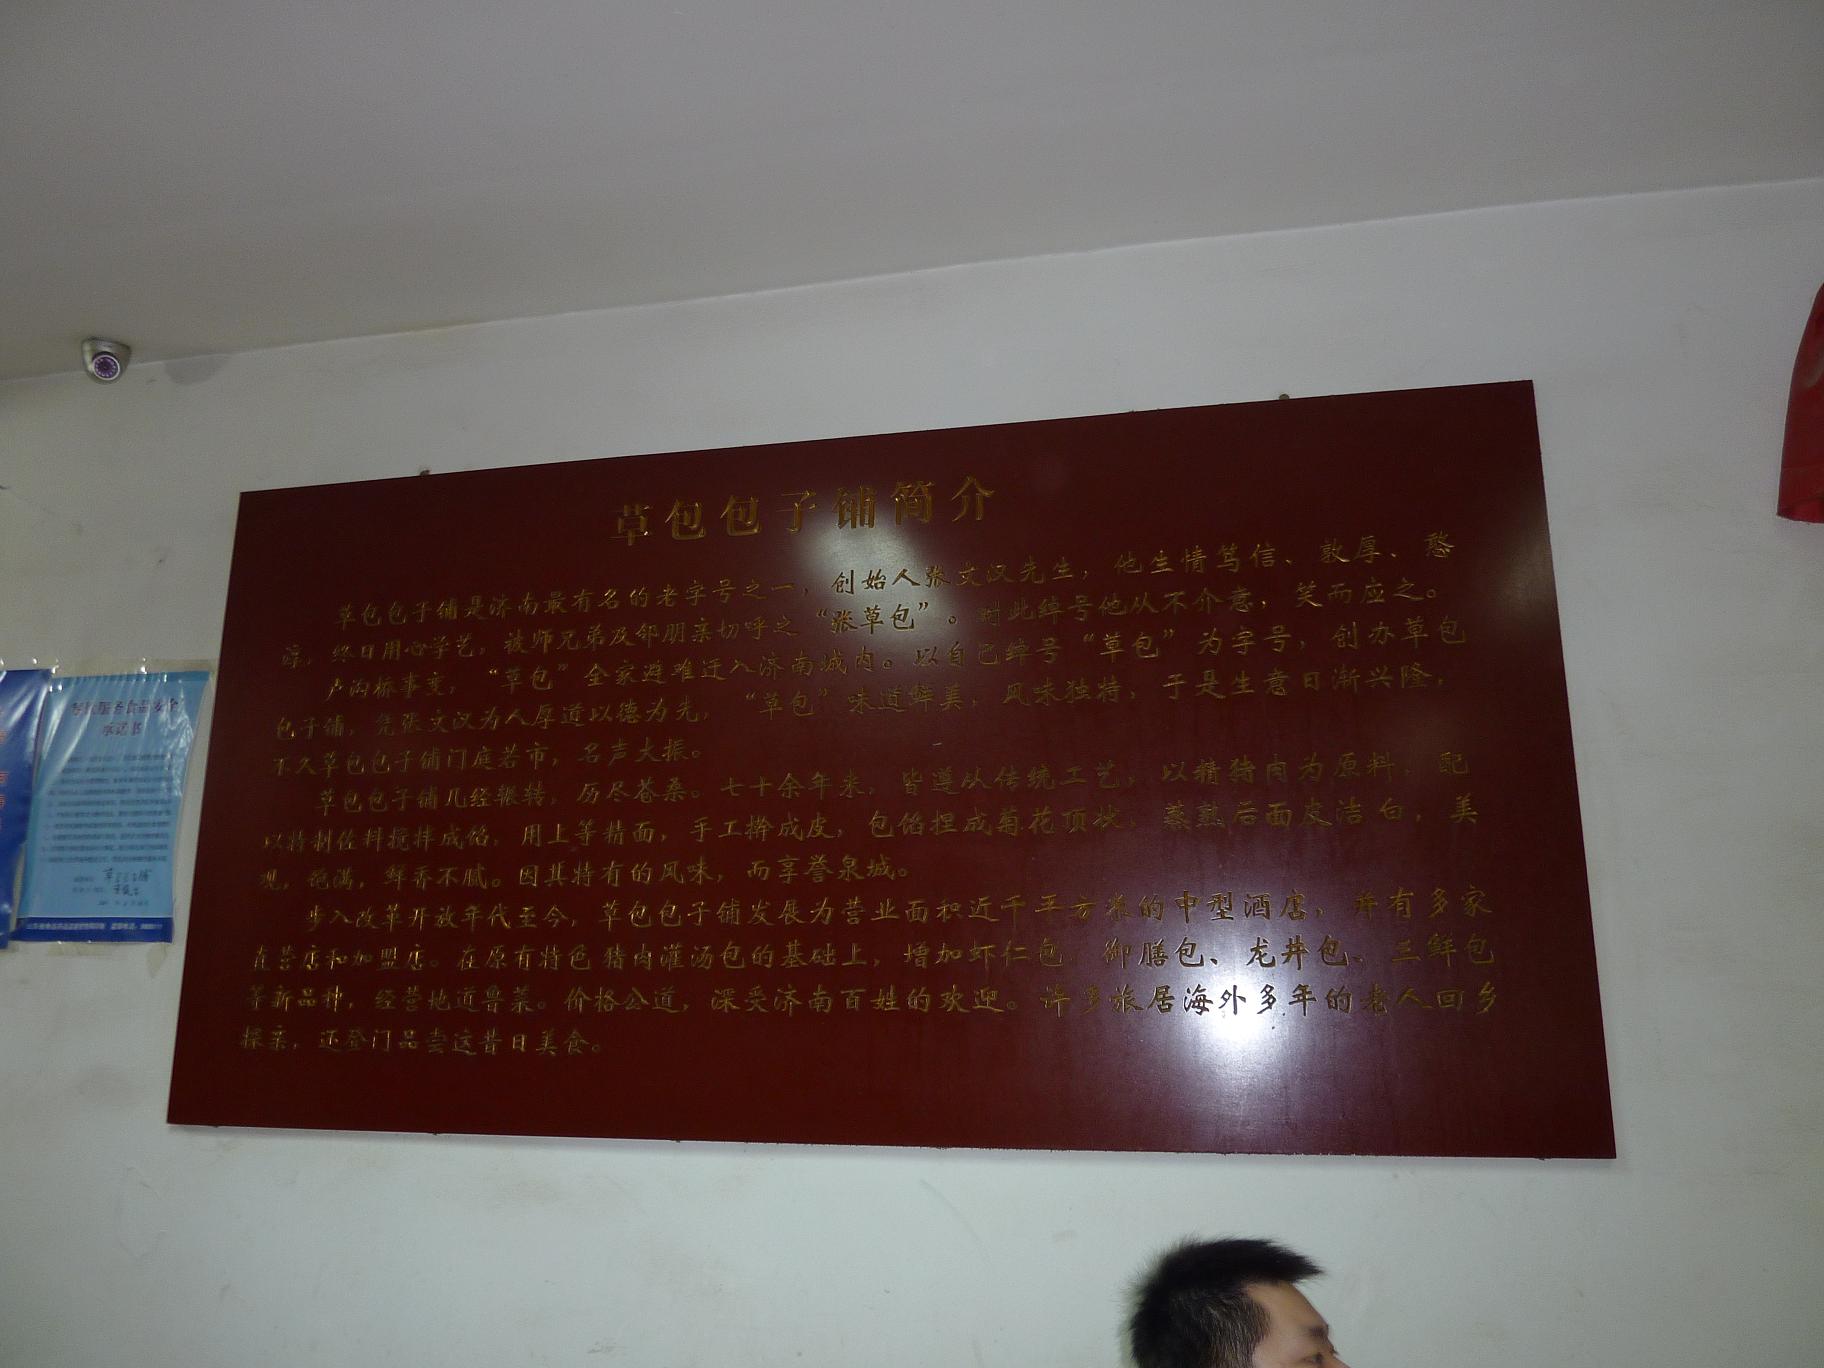 草包包子铺简介
草包包子铺是济南最有名的老字号之一，创始人张文汉先生，他生情笃信、敦厚、憨
淳，终日用心学艺，被师兄弟及邻朋亲切呼之“张草包”。对此绰号他从不介意，笑而应之。
卢沟桥事变，“草包”全家避难迁入济南城内。以自己绰号“草包”为字号，创办草包
包子铺，凭张文汉为人厚道以德为先，“草包”味道鲜美，风味独特，于是生意日渐兴隆，
不久草包包子铺门庭若市，名声大振。
草包包子铺几经辗转，历尽苍桑。七十余年来，皆遵从传统工艺，以精猪肉为原料，配
以特制佐料搅拌成馅，用上等精面，手工擀成皮，包馅捏成菊花顶状，蒸熟后面皮洁白，美
观，饱满，鲜香不腻。因其特有的风味，而享誉泉城。
步入改革开放年代至今，草包包子铺发展为营业面积近千平方米的中型酒店，并有多家
直营店和加盟店。在原有特色猪肉灌汤包的基础上，增加虾仁包、御膳包、龙井包、三鲜包
等新品种，经营地道鲁菜。价格公道，深受济南百姓的欢迎。许多旅居海外多年的老人回乡
探亲，还登门品尝这昔日美食。
餐饮服务食品安全
承诺书